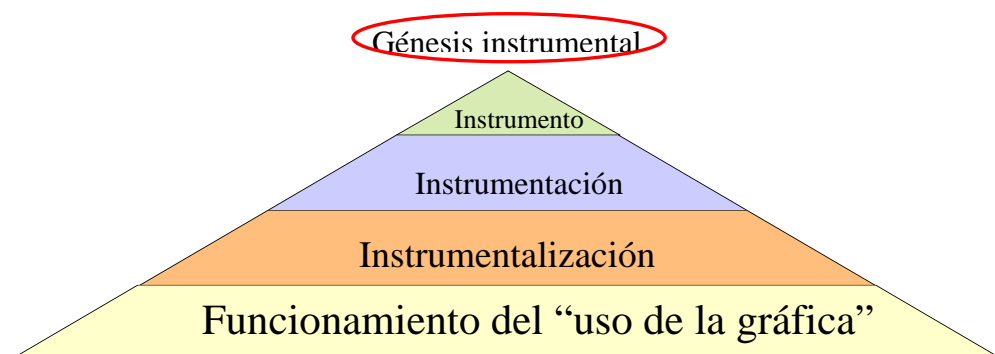 Génesis instrumental
Instrumento
Instrumentación
Instrumentalización
Funcionamiento del “uso de la gráfica”